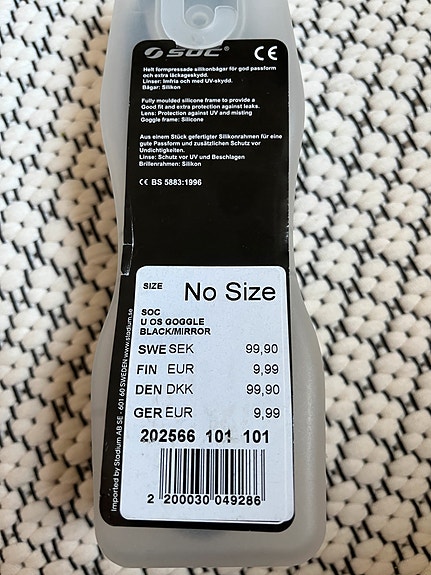 SOC® CE
Helt formpressade silikonbågar för god passform
och extra läckageskydd.
Linser: Imfria och med UV-skydd.
Bågar: Silikon
Fully moulded silicone frame to provide a
Good fit and extra protection against leaks.
Lens: Protection against UV and misting
Goggle frame: Silicone
Aus einem Stück gefertigter Silikonrahmen für eine
gute Passform und zusätzlichen Schutz vor
Undichtigkeiten.
Linse: Schutz vor UV und Beschlagen
Brillenrahmen: Silikon
CE BS 5883:1996
SIZE No Size
SOC
U OS GOGGLE
BLACK/MIRROR
SWE SEK 99,90
FIN EUR 9,99
DEN DKK 99,90
GER EUR 9,99
202566 101 101
2 200030 049286
Imported by Stadium AB SE - 601 60 SWEDEN www.stadium.se